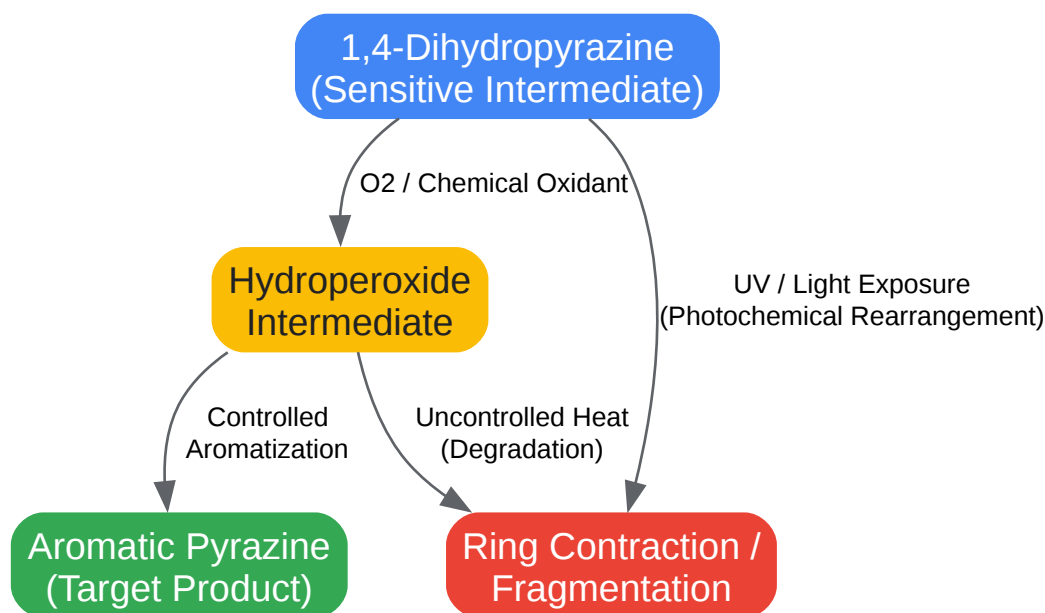 1,4-Dihydropyrazine
(Sensitive Intermediate)
O2 / Chemical Oxidant
Hydroperoxide
Intermediate
UV / Light Exposure
(Photochemical Rearrangement)
Controlled
Aromatization
Uncontrolled Heat
(Degradation)
Aromatic Pyrazine
(Target Product)
Ring Contraction /
Fragmentation